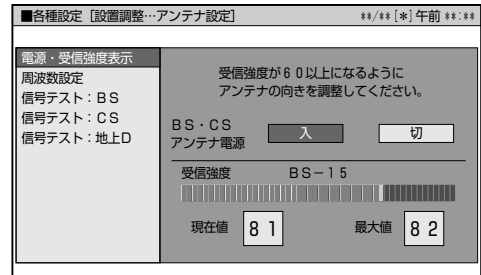 ■各種設定［設置調整…アンテナ設定］ **/**[*]午前**:**
電源・受信強度表示
周波数設定
信号テスト：ＢＳ
信号テスト：ＣＳ
信号テスト：地上Ｄ
受信強度が６０以上になるように
アンテナの向きを調整してください。
ＢＳ・ＣＳ
アンテナ電源 入 切
受信強度 ＢＳ－１５
現在値 ８１ 最大値 ８２